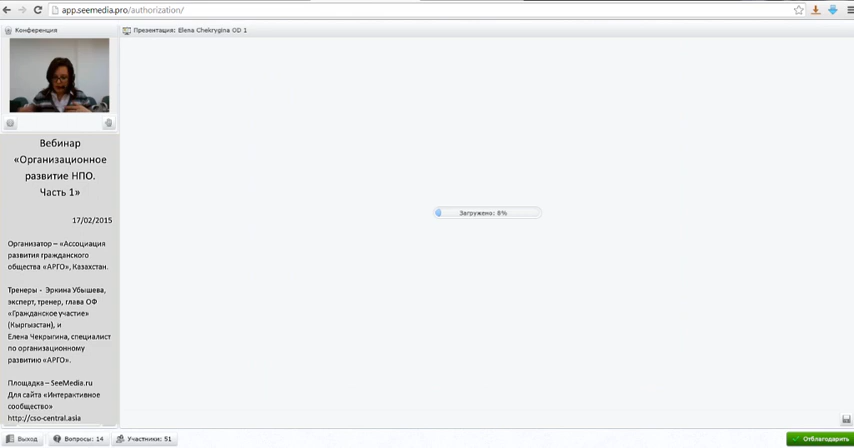 app.seemedia.pro/authorization/
Конференция
Презентация: Elena Chekrygina OD 1
Вебинар
«Организационное
развитие НПО.
Часть 1»
17/02/2015
Организатор – «Ассоциация
развития гражданского
общества «АРГО», Казахстан.
Тренеры - Эркина Убышева,
эксперт, тренер, глава ОФ
«Гражданское участие»
(Кыргызстан), и
Елена Чекрыгина, специалист
по организационному
развитию «АРГО».
Площадка – SeeMedia.ru
Для сайта «Интерактивное
сообщество»
http://cso-central.asia
Загружено: 8%
Выход
Вопросы: 14
Участники: 51
Отблагодарить